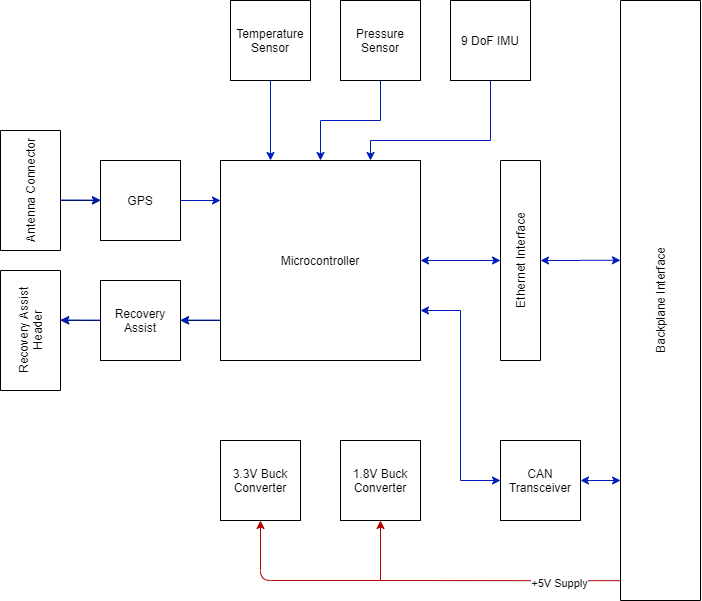 Temperature
Sensor
Pressure
Sensor
9 DoF IMU
Antenna Connector
GPS
Microcontroller
Ethernet Interface
Backplane Interface
Recovery Assist
Header
Recovery
Assist
3.3V Buck
Converter
1.8V Buck
Converter
CAN
Transceiver
+5V Supply